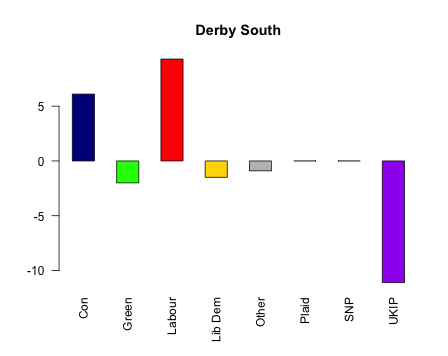 Derby South
5
0
-5
-10
Con
Green
Labour
Lib Dem
Other
Plaid
SNP
UKIP